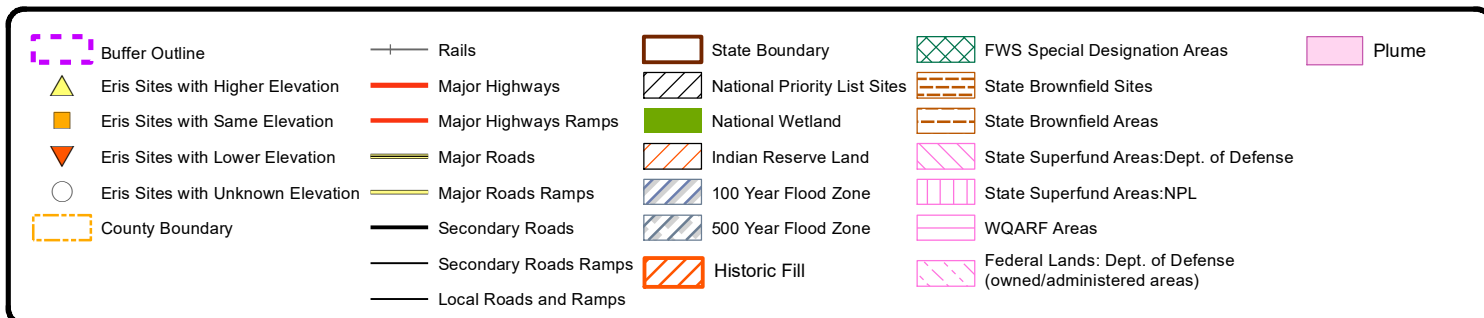 Buffer Outline
Eris Sites with Higher Elevation
Eris Sites with Same Elevation
Eris Sites with Lower Elevation
Eris Sites with Unknown Elevation
County Boundary
Rails
Major Highways
Major Highways Ramps
Major Roads
Major Roads Ramps
Secondary Roads
Secondary Roads Ramps
Local Roads and Ramps
State Boundary
National Priority List Sites
National Wetland
Indian Reserve Land
100 Year Flood Zone
500 Year Flood Zone
Historic Fill
FWS Special Designation Areas
State Brownfield Sites
State Brownfield Areas
State Superfund Areas:Dept. of Defense
State Superfund Areas:NPL
WQARF Areas
Federal Lands: Dept. of Defense
(owned/administered areas)
Plume